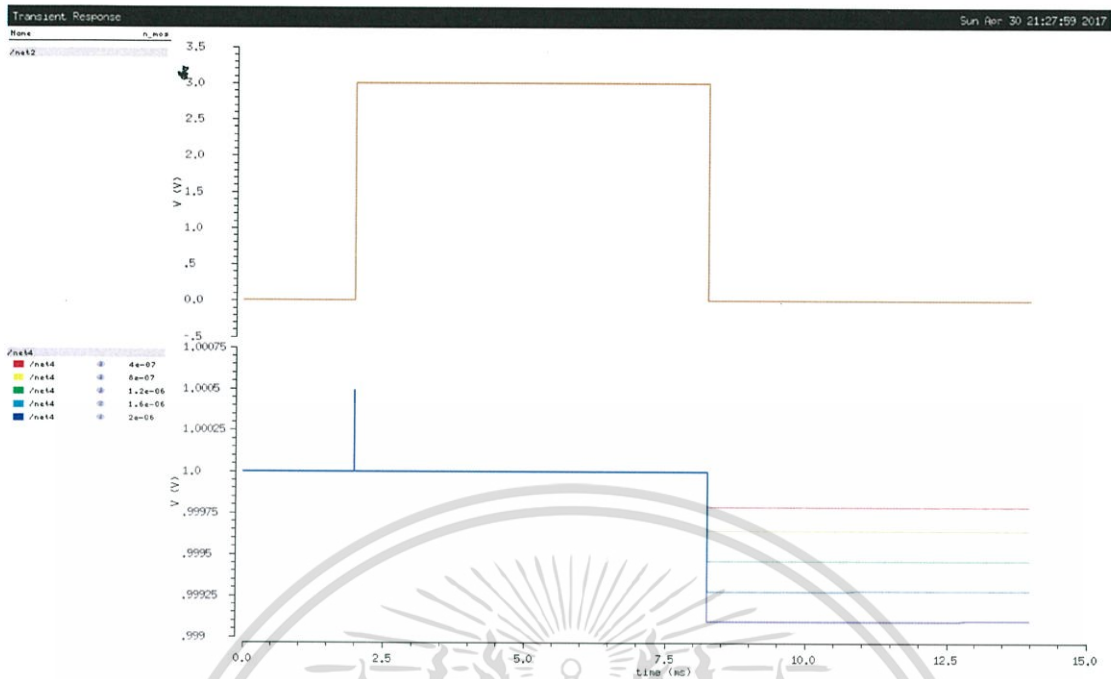 Transient Response
Sun Apr 30 21:27:59 2017
Name n_mos
/net2
3.5
3.0
2.5
2.0
1.5
1.0
.5
0.0
-.5
V (V)
/net4
/net4 4e-07
/net4 8e-07
/net4 1.2e-06
/net4 1.6e-06
/net4 2e-06
1.00075
1.0005
1.00025
1.0
.99975
.9995
.99925
.999
V (V)
0.0 2.5 5.0 7.5 10.0 12.5 15.0
time (ms)